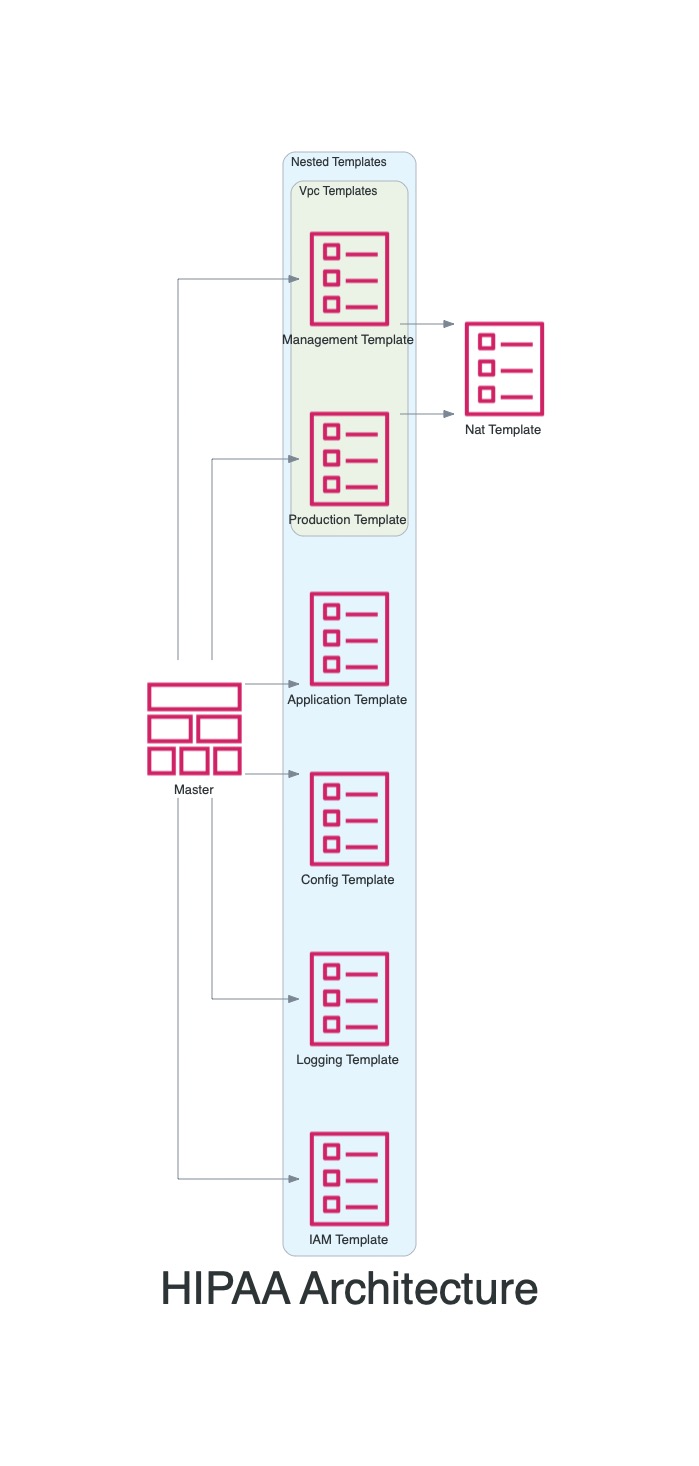 Nested Templates
Vpc Templates
Management Template
Nat Template
Production Template
Application Template
Master
Config Template
Logging Template
IAM Template
HIPAA Architecture